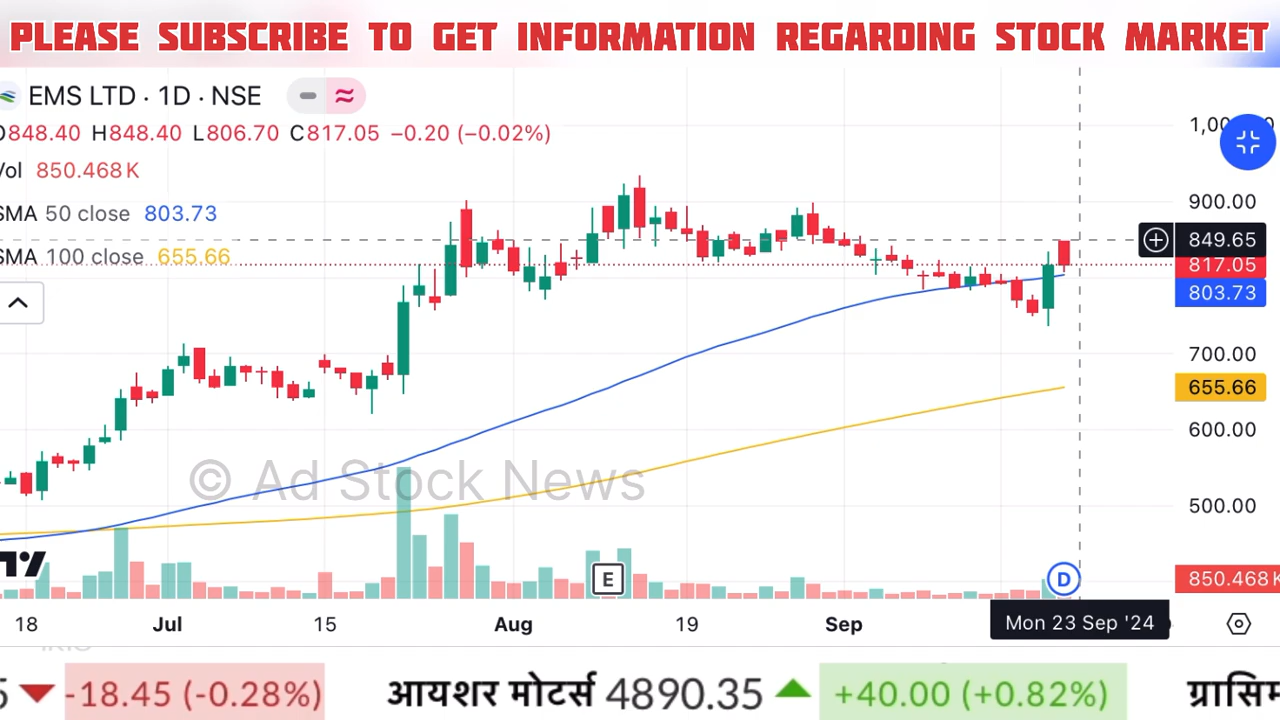 PLEASE SUBSCRIBE TO GET INFORMATION REGARDING STOCK MARKET
EMS LTD · 1D · NSE
O848.40 H848.40 L806.70 C817.05 −0.20 (−0.02%)
Vol 850.468 K
SMA 50 close 803.73
SMA 100 close 655.66
900.00
849.65
817.05
803.73
700.00
655.66
600.00
500.00
850.468 K
© Ad Stock News
E
D
18 Jul 15 Aug 19 Sep Mon 23 Sep '24
-18.45 (-0.28%) आयशर मोटर्स 4890.35 +40.00 (+0.82%)